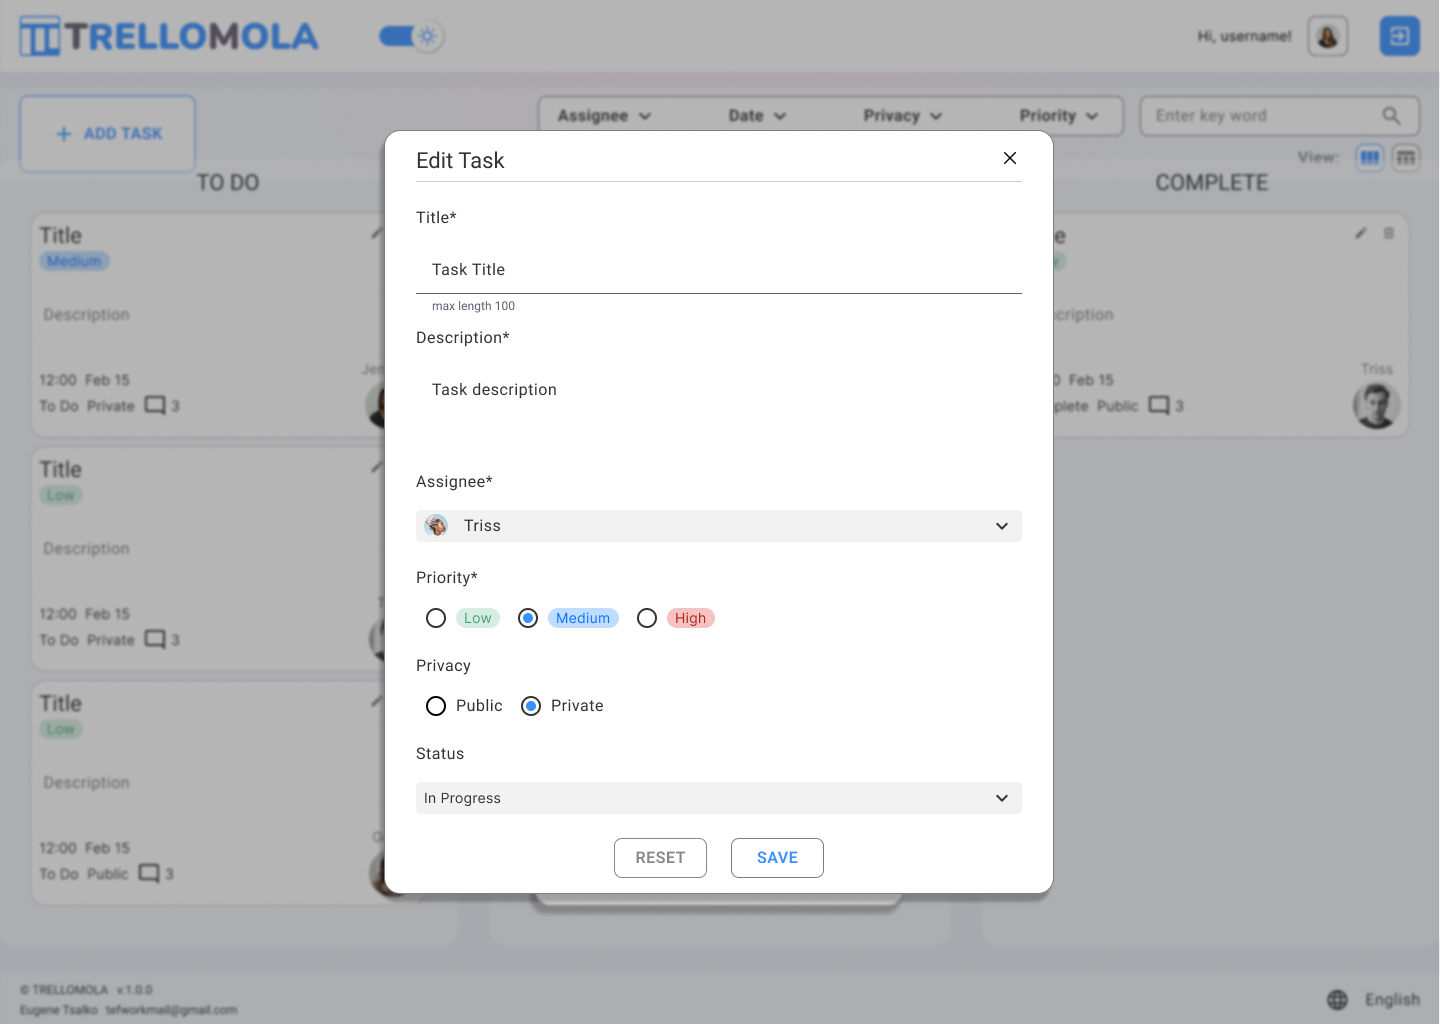 TRELLOMOLA
Hi, username!
+ ADD TASK
Assignee Date Privacy Priority
Enter key word
View:
TO DO
COMPLETE
Title
Medium
Description
12:00 Feb 15
To Do Private 3
Title
Low
Description
12:00 Feb 15
To Do Private 3
Title
Low
Description
12:00 Feb 15
To Do Public 3
Edit Task
Title*
Task Title
max length 100
Description*
Task description
Assignee*
Triss
Priority*
Low Medium High
Privacy
Public Private
Status
In Progress
RESET SAVE
Triss
Feb 15
Public 3
© TRELLOMOLA v.1.0.0
Eugene Tsalko tefworkmail@gmail.com
English